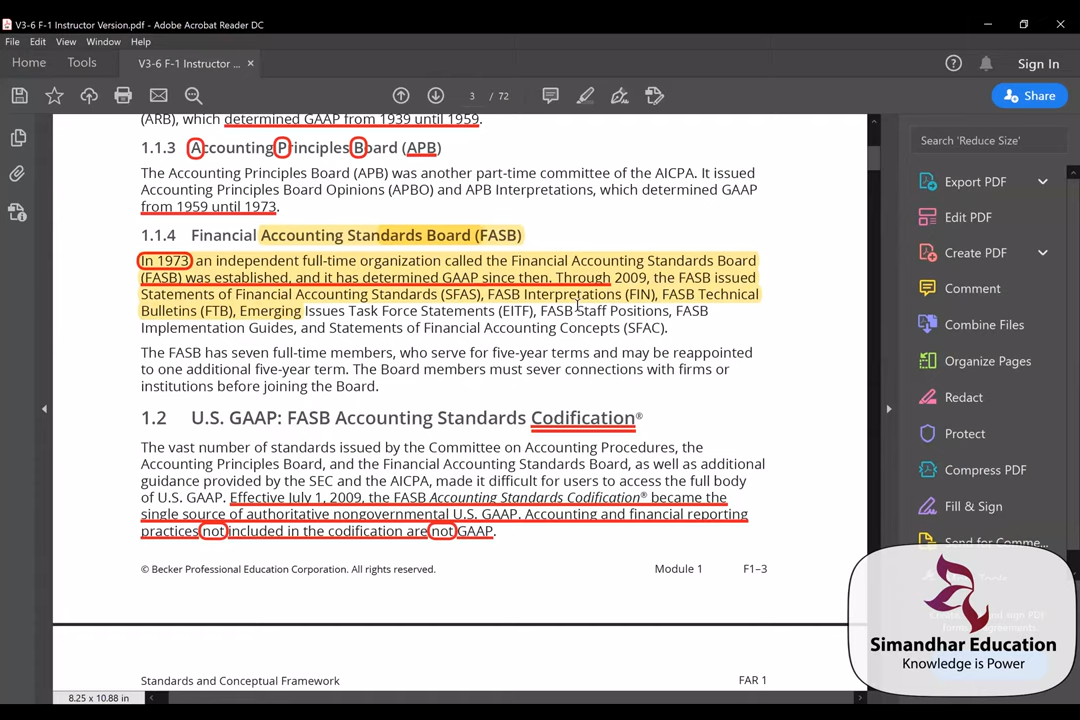 V3-6 F-1 Instructor Version.pdf - Adobe Acrobat Reader DC
File Edit View Window Help
Home Tools V3-6 F-1 Instructor ... ×
Sign In
3 / 72
Share
(ARB), which determined GAAP from 1939 until 1959.
1.1.3 Accounting Principles Board (APB)
The Accounting Principles Board (APB) was another part-time committee of the AICPA. It issued
Accounting Principles Board Opinions (APBO) and APB Interpretations, which determined GAAP
from 1959 until 1973.
1.1.4 Financial Accounting Standards Board (FASB)
In 1973 an independent full-time organization called the Financial Accounting Standards Board
(FASB) was established, and it has determined GAAP since then. Through 2009, the FASB issued
Statements of Financial Accounting Standards (SFAS), FASB Interpretations (FIN), FASB Technical
Bulletins (FTB), Emerging Issues Task Force Statements (EITF), FASB Staff Positions, FASB
Implementation Guides, and Statements of Financial Accounting Concepts (SFAC).
The FASB has seven full-time members, who serve for five-year terms and may be reappointed
to one additional five-year term. The Board members must sever connections with firms or
institutions before joining the Board.
1.2 U.S. GAAP: FASB Accounting Standards Codification®
The vast number of standards issued by the Committee on Accounting Procedures, the
Accounting Principles Board, and the Financial Accounting Standards Board, as well as additional
guidance provided by the SEC and the AICPA, made it difficult for users to access the full body
of U.S. GAAP. Effective July 1, 2009, the FASB Accounting Standards Codification® became the
single source of authoritative nongovernmental U.S. GAAP. Accounting and financial reporting
practices not included in the codification are not GAAP.
© Becker Professional Education Corporation. All rights reserved. Module 1 F1–3
Standards and Conceptual Framework FAR 1
8.25 x 10.88 in
Search 'Reduce Size'
Export PDF
Edit PDF
Create PDF
Comment
Combine Files
Organize Pages
Redact
Protect
Compress PDF
Fill & Sign
Send for Comme...
Simandhar Education
Knowledge is Power